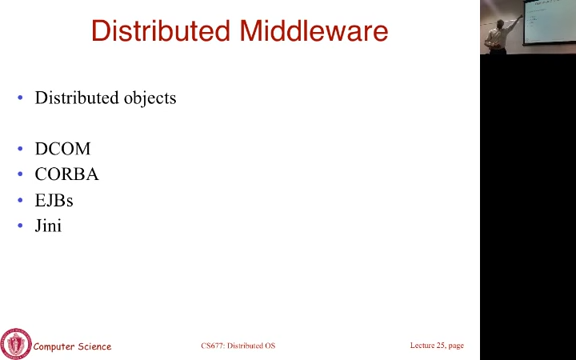 Distributed Middleware
• Distributed objects
• DCOM
• CORBA
• EJBs
• Jini
Computer Science
CS677: Distributed OS
Lecture 25, page